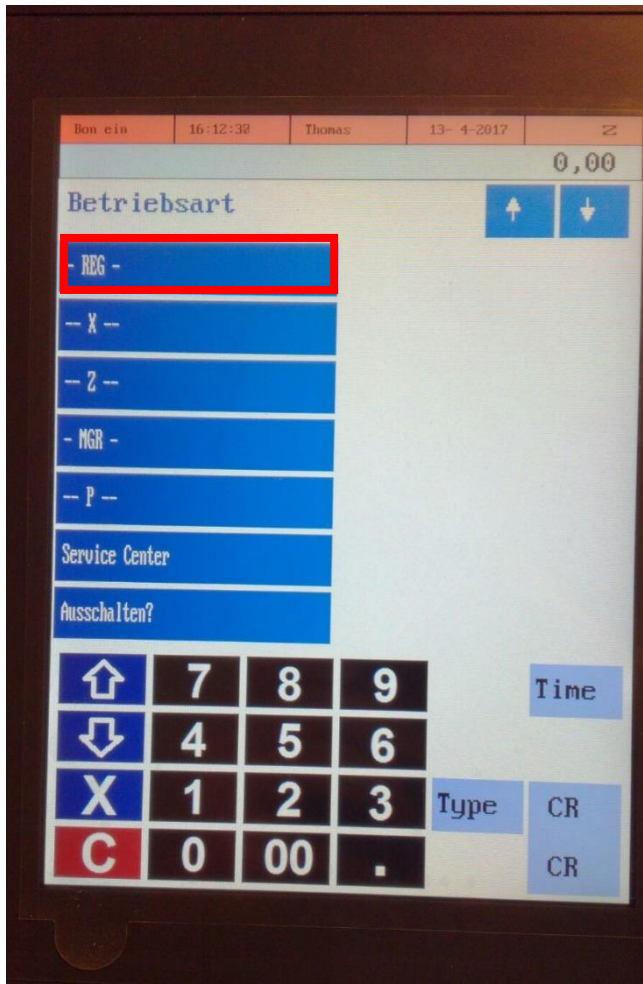 Bon ein 16:12:32 Thomas 13- 4-2017 Z
0,00
Betriebsart
- REG -
-- X --
-- Z --
- MGR -
-- P --
Service Center
Ausschalten?
7 8 9 Time
4 5 6
X 1 2 3 Type CR
C 0 00 . CR